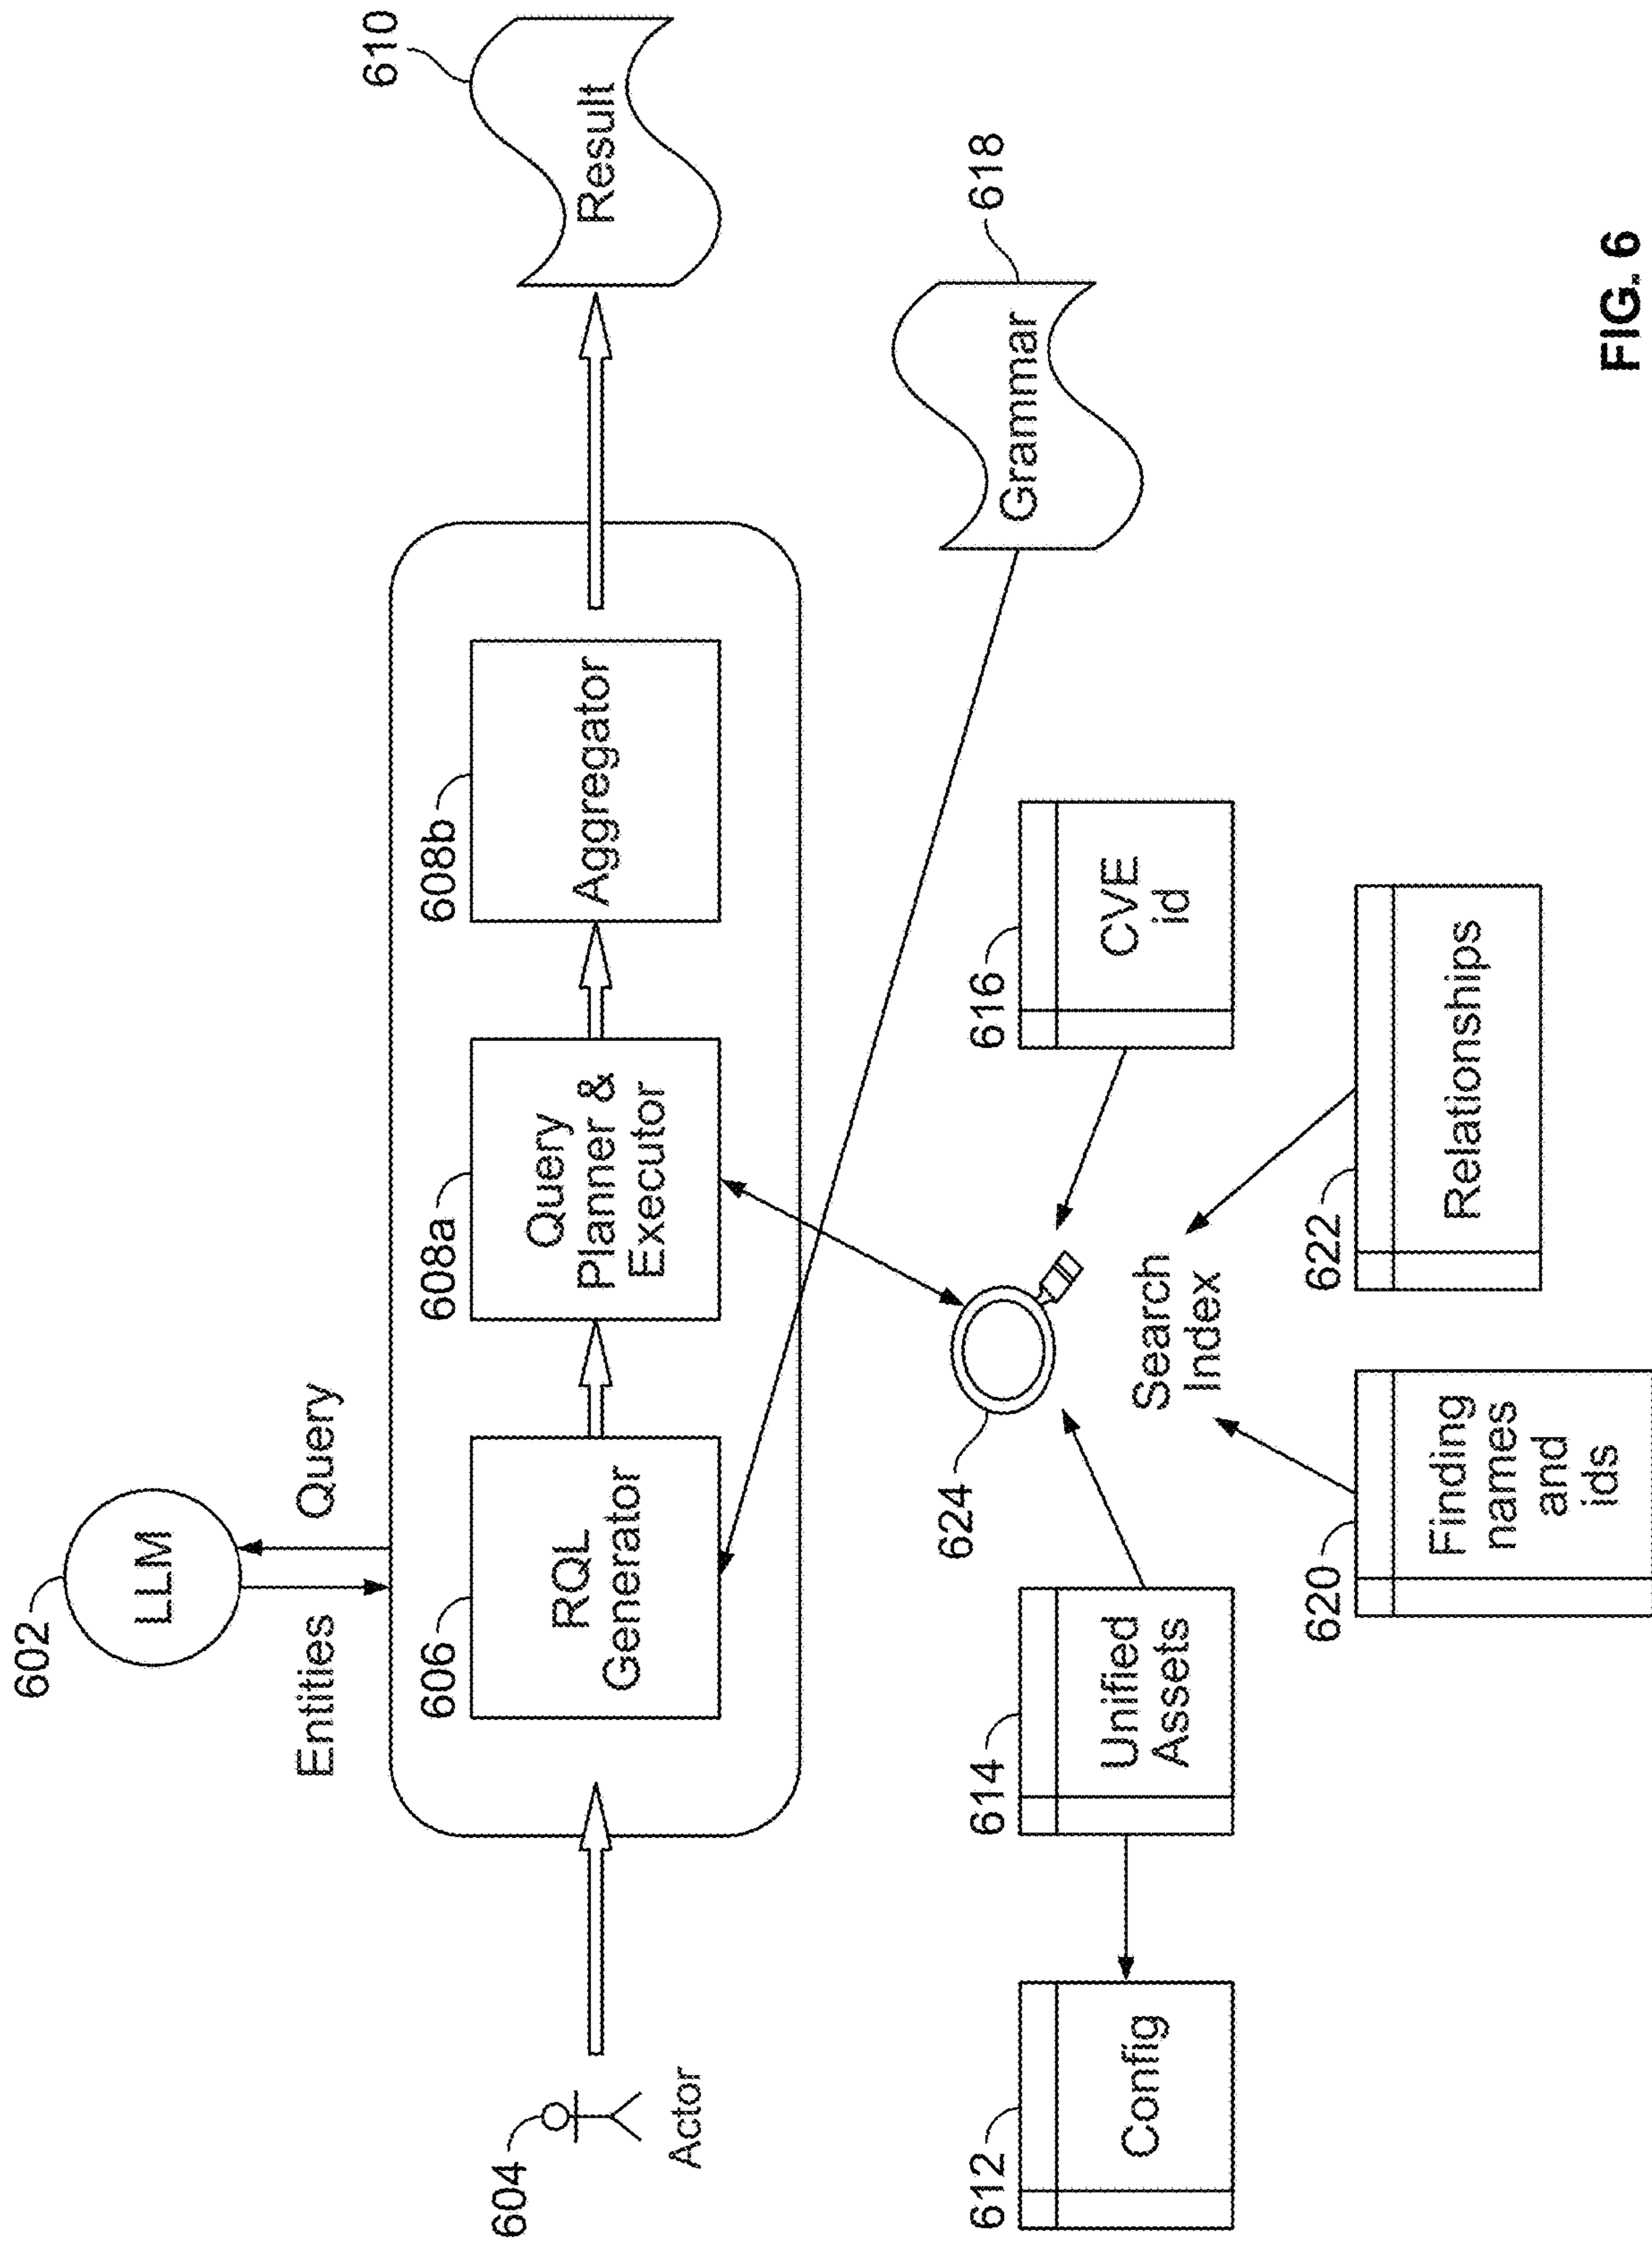 602
LLM
Entities
Query
604
Actor
606
RQL
Generator
608a
Query
Planner &
Executor
608b
Aggregator
610
Result
612
Config
614
Unified
Assets
624
Search
Index
616
CVE
id
618
Grammar
620
Finding
names
and
ids
622
Relationships
FIG. 6